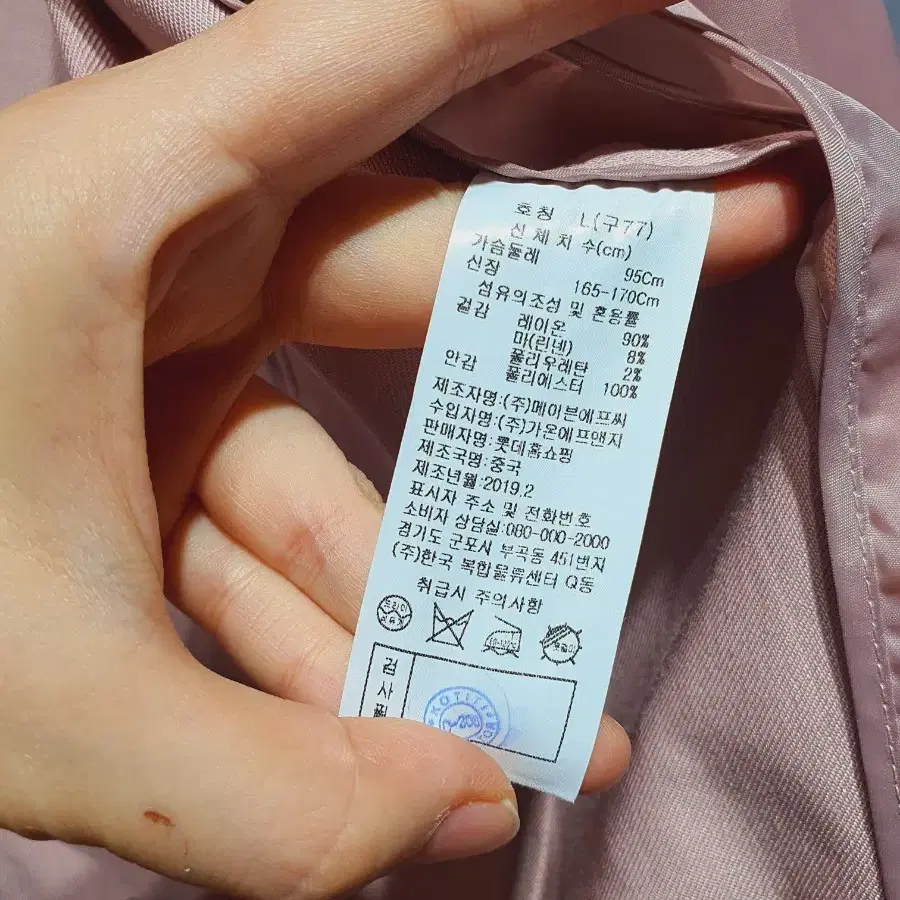 호칭 L(구77)
신체치수(cm)
가슴둘레 95Cm
신장 165-170Cm
섬유의조성 및 혼용률
겉감 레이온 90%
마(린네) 8%
폴리우레탄 2%
안감 폴리에스터 100%
제조자명:(주)메이븐에프씨
수입자명:(주)가온에프앤지
판매자명:롯데홈쇼핑
제조국명:중국
제조년월:2019.2
표시자 주소 및 전화번호
소비자 상담실:080-000-2000
경기도 군포시 부곡동 451번지
(주)한국 복합물류센터 Q동
취급시 주의사항
드라이
검사필
KOTITI